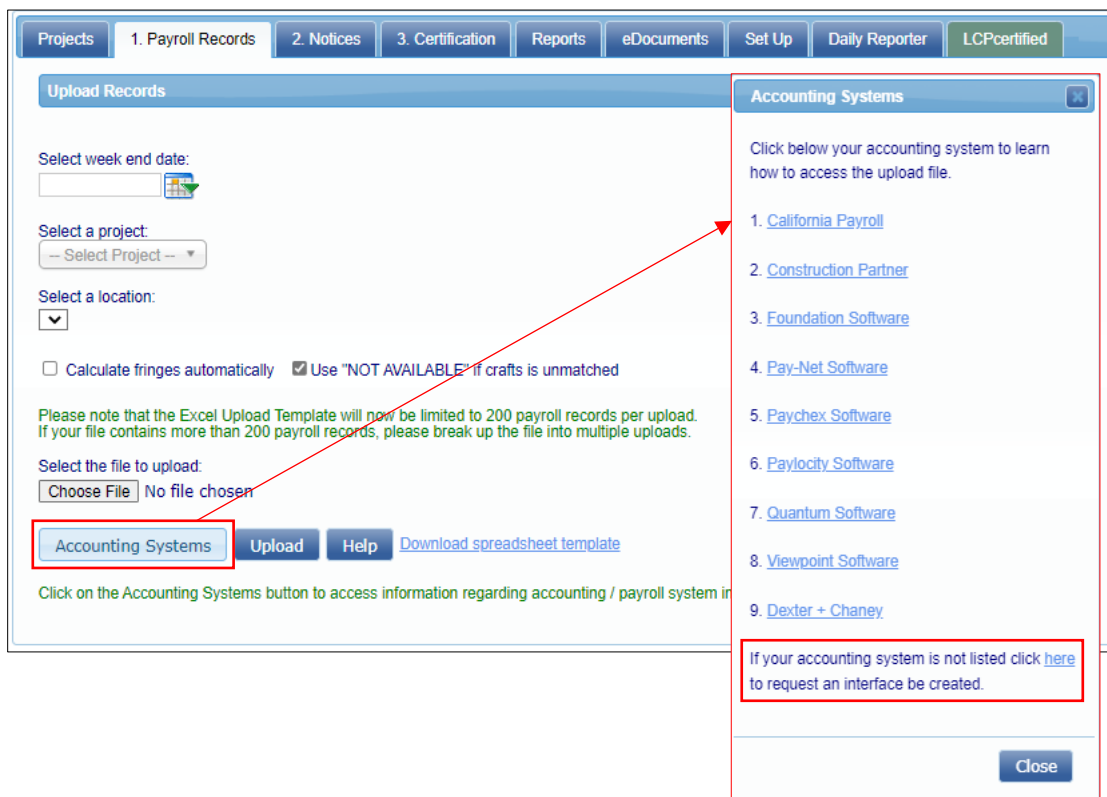 Projects
1. Payroll Records
2. Notices
3. Certification
Reports
eDocuments
Set Up
Daily Reporter
LCPcertified
Upload Records
Select week end date:
Select a project:
-- Select Project --
Select a location:
Calculate fringes automatically
Use "NOT AVAILABLE" if crafts is unmatched
Please note that the Excel Upload Template will now be limited to 200 payroll records per upload.
If your file contains more than 200 payroll records, please break up the file into multiple uploads.
Select the file to upload:
Choose File No file chosen
Accounting Systems
Upload
Help
Download spreadsheet template
Click on the Accounting Systems button to access information regarding accounting / payroll system in
Accounting Systems
Click below your accounting system to learn
how to access the upload file.
1. California Payroll
2. Construction Partner
3. Foundation Software
4. Pay-Net Software
5. Paychex Software
6. Paylocity Software
7. Quantum Software
8. Viewpoint Software
9. Dexter + Chaney
If your accounting system is not listed click here
to request an interface be created.
Close